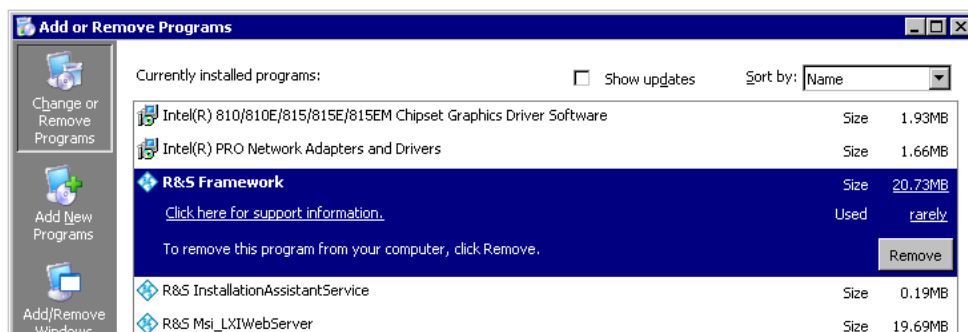 Add or Remove Programs
Change or
Remove
Programs
Add New
Programs
Add/Remove
Windows
Currently installed programs:
Show updates
Sort by: Name
Intel(R) 810/810E/815/815E/815EM Chipset Graphics Driver Software Size 1.93MB
Intel(R) PRO Network Adapters and Drivers Size 1.66MB
R&S Framework Size 20.73MB
Click here for support information. Used rarely
To remove this program from your computer, click Remove. Remove
R&S InstallationAssistantService Size 0.19MB
R&S Msi_LXIWebServer Size 19.69MB